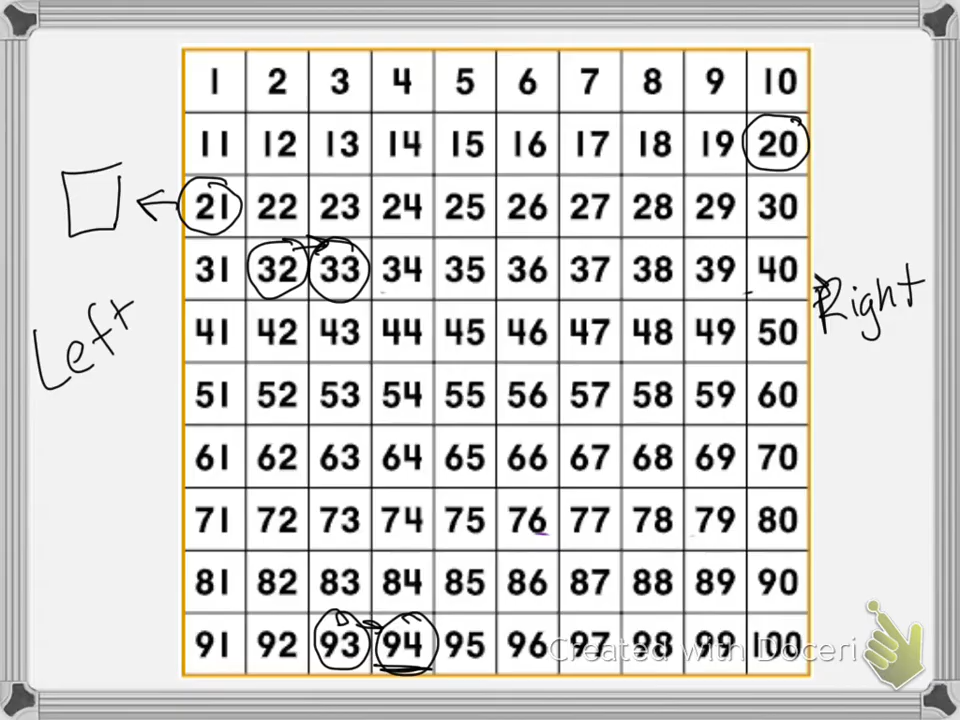 1 2 3 4 5 6 7 8 9 10
11 12 13 14 15 16 17 18 19 20
21 22 23 24 25 26 27 28 29 30
31 32 33 34 35 36 37 38 39 40
Left
Right
41 42 43 44 45 46 47 48 49 50
51 52 53 54 55 56 57 58 59 60
61 62 63 64 65 66 67 68 69 70
71 72 73 74 75 76 77 78 79 80
81 82 83 84 85 86 87 88 89 90
91 92 93 94 95 96 97 98 99 100
Created with Doceri